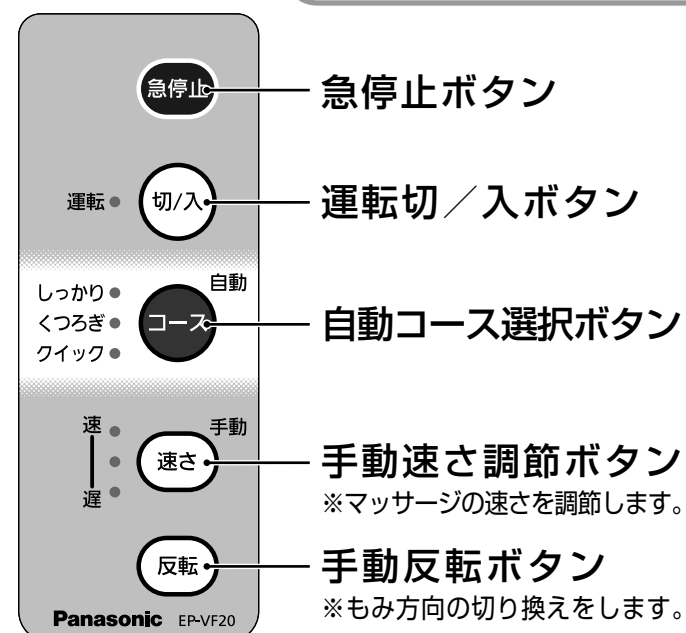 急停止
急停止ボタン
運転
切/入
運転切／入ボタン
自動
しっかり
くつろぎ
クイック
コース
自動コース選択ボタン
手動
速
遅
速さ
手動速さ調節ボタン
※マッサージの速さを調節します。
反転
手動反転ボタン
※もみ方向の切り換えをします。
Panasonic EP-VF20